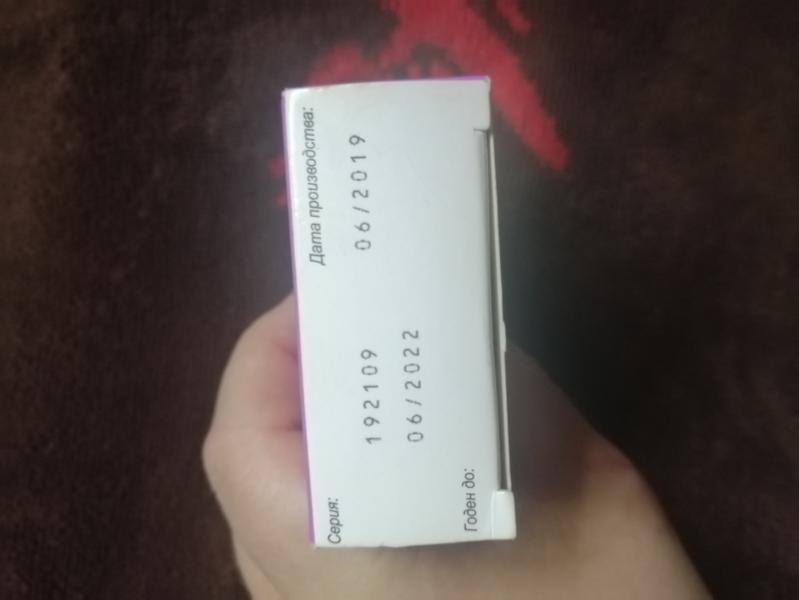 Серия:
Дата производства:
192109
06/2019
06/2022
Годен до: